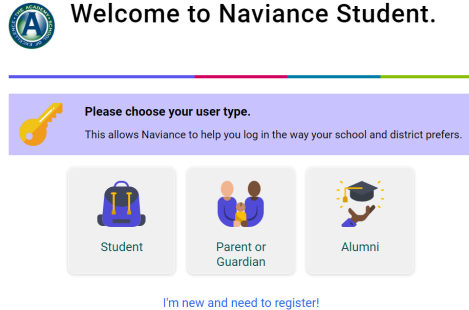 Welcome to Naviance Student.
Please choose your user type.
This allows Naviance to help you log in the way your school and district prefers.
Student
Parent or
Guardian
Alumni
I'm new and need to register!